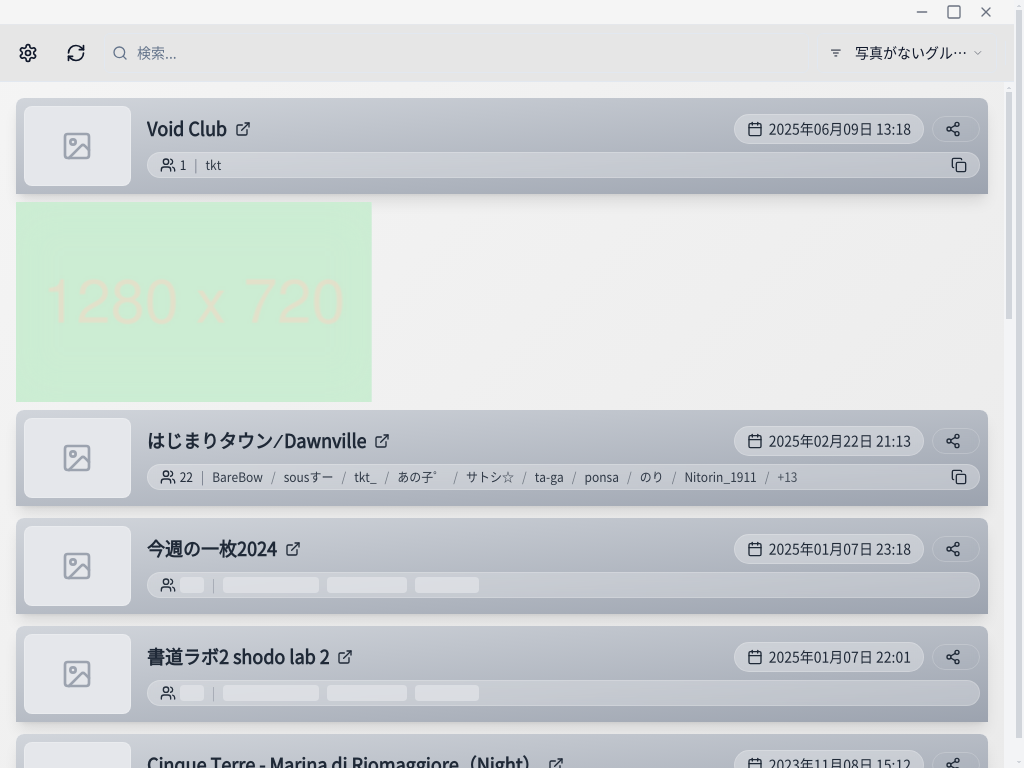 検索...
写真がないグル…
Void Club
2025年06月09日 13:18
1 | tkt
1280 x 720
はじまりタウン／Dawnville
2025年02月22日 21:13
22 | BareBow / sousすー / tkt_ / あの子゜ / サトシ☆ / ta-ga / ponsa / のり / Nitorin_1911 / +13
今週の一枚2024
2025年01月07日 23:18
書道ラボ2 shodo lab 2
2025年01月07日 22:01
Cinque Terre - Marina di Riomaggiore（Night）
2023年11月08日 15:12